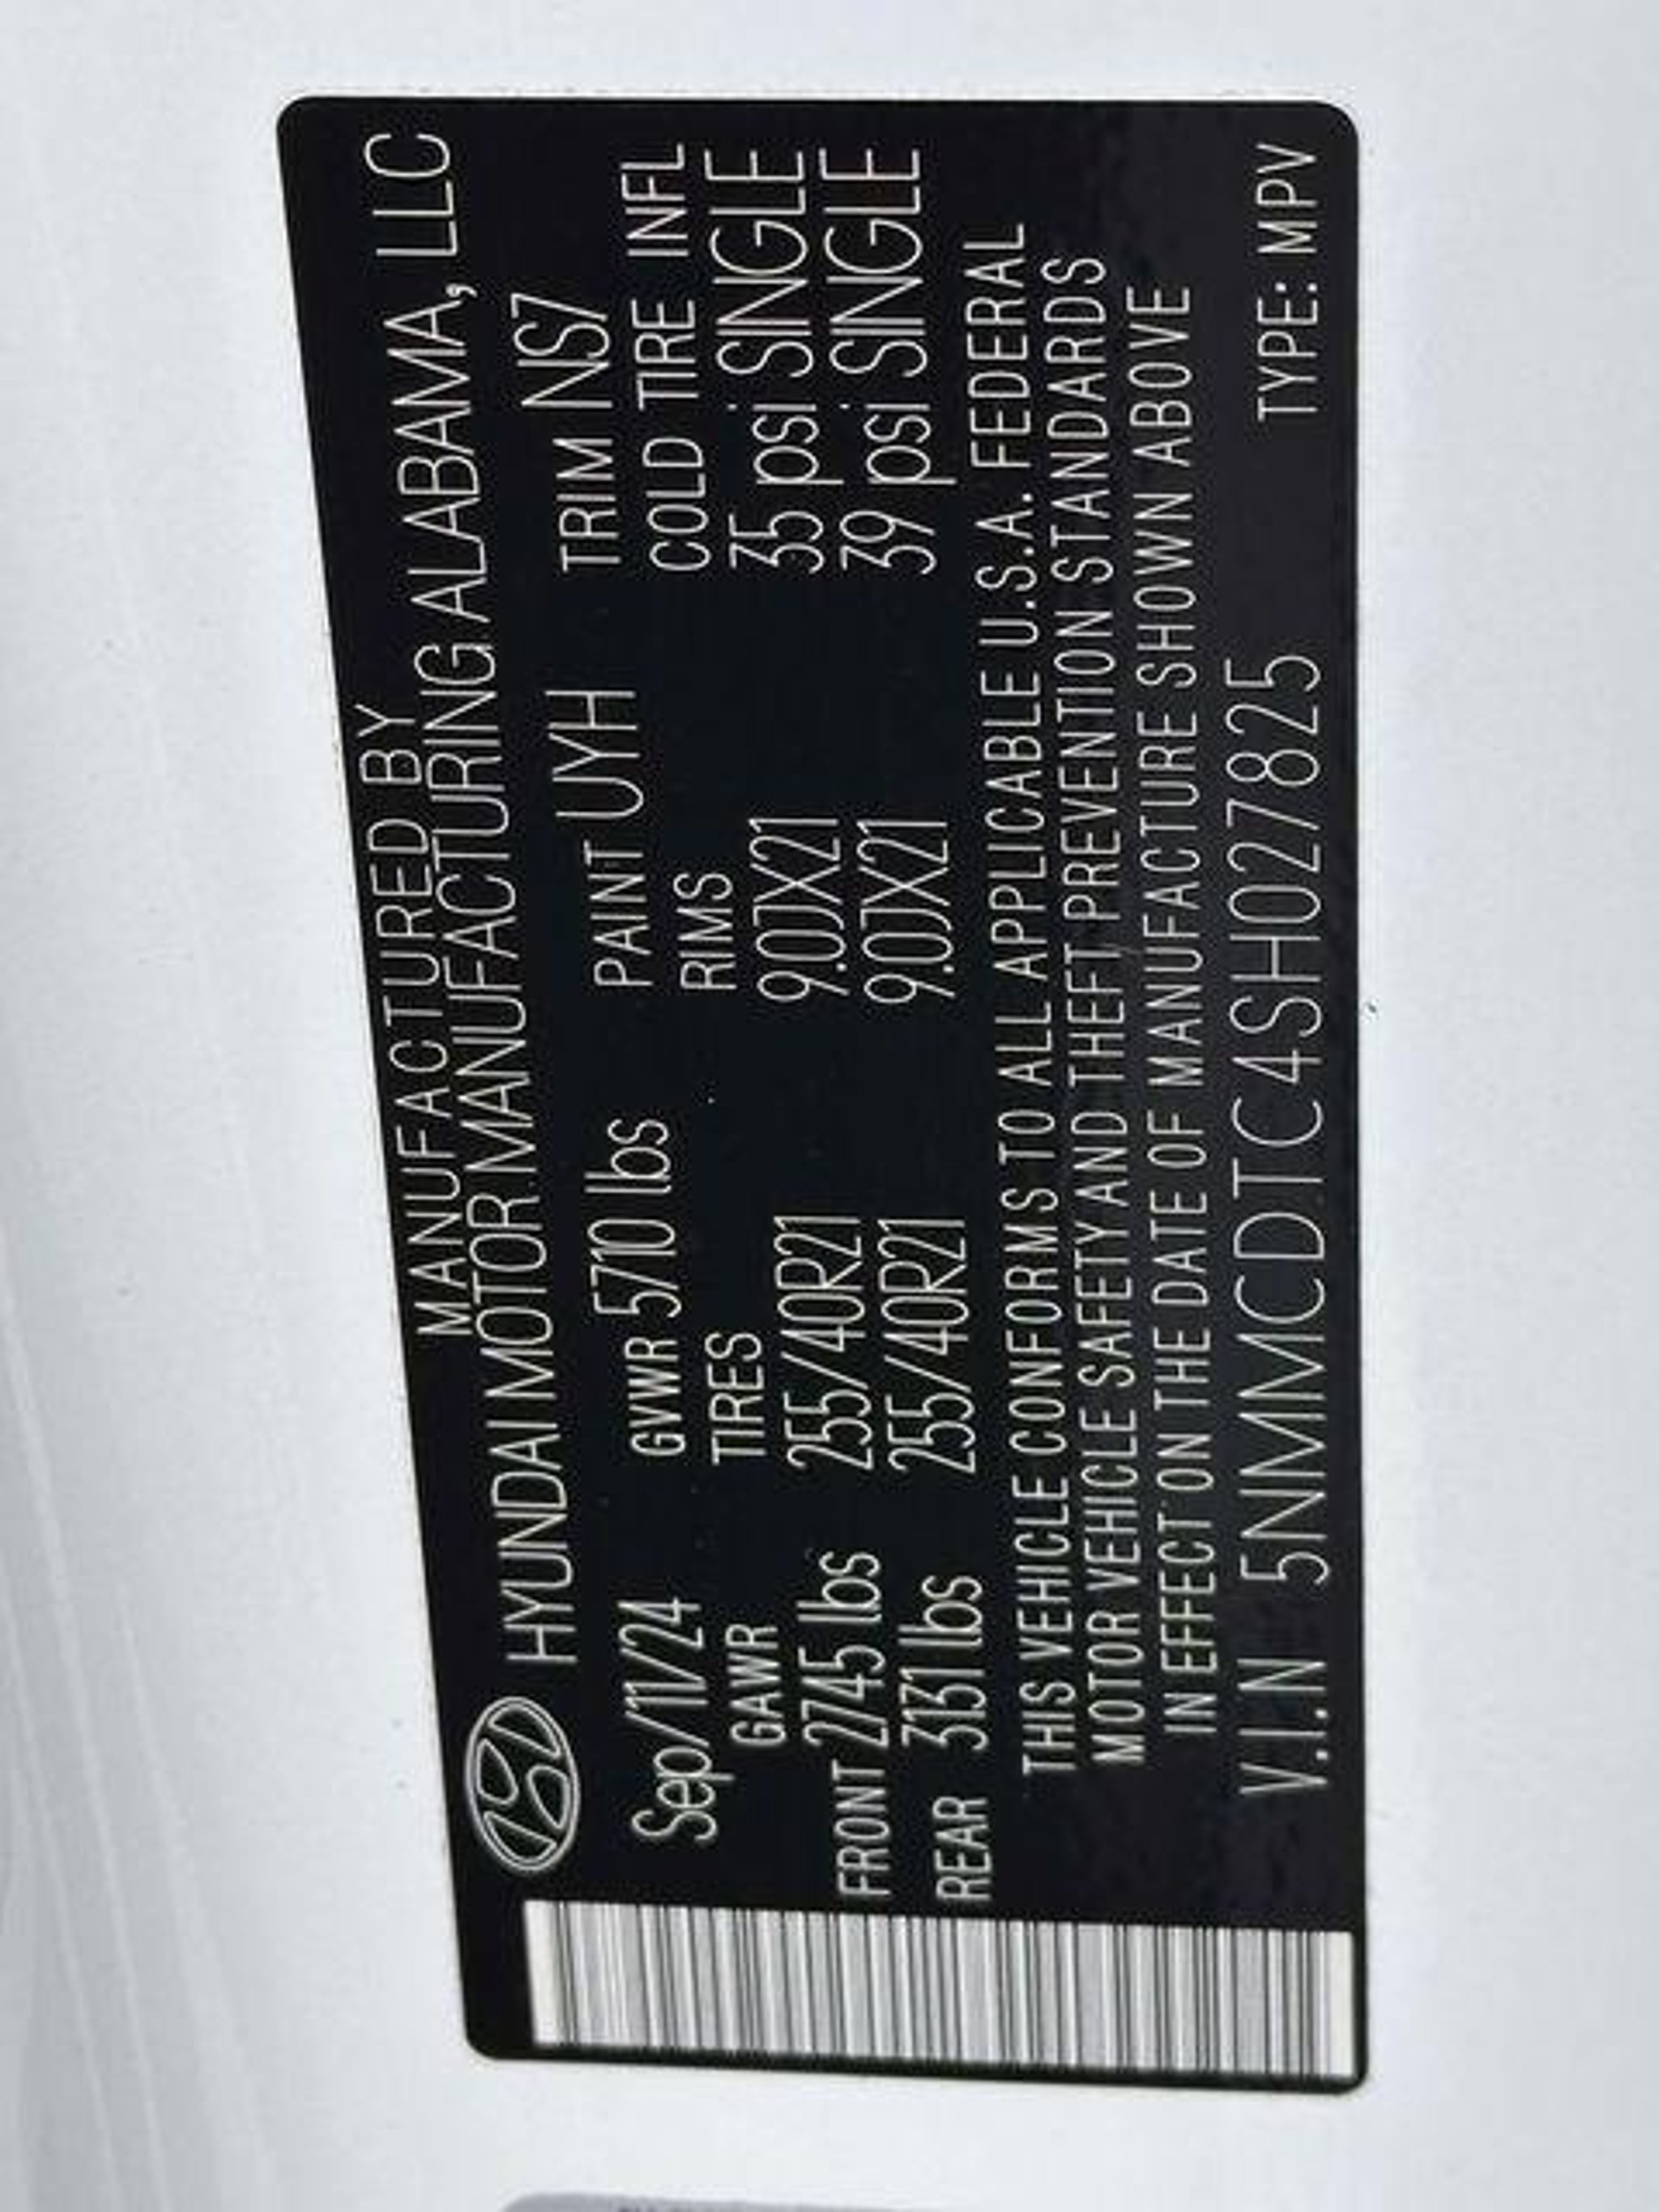 MANUFACTURED BY
HYUNDAI MOTOR MANUFACTURING ALABAMA, LLC
Sep/11/24 GVWR 5710 lbs PAINT UYH TRIM NS7
GAWR TIRES RIMS COLD TIRE INFL
FRONT 2745 lbs 255/40R21 9.0JX21 35 psi SINGLE
REAR 3131 lbs 255/40R21 9.0JX21 39 psi SINGLE
THIS VEHICLE CONFORMS TO ALL APPLICABLE U.S.A. FEDERAL
MOTOR VEHICLE SAFETY AND THEFT PREVENTION STANDARDS
IN EFFECT ON THE DATE OF MANUFACTURE SHOWN ABOVE
V.I.N 5NMMCDTC4SH027825 TYPE: MPV